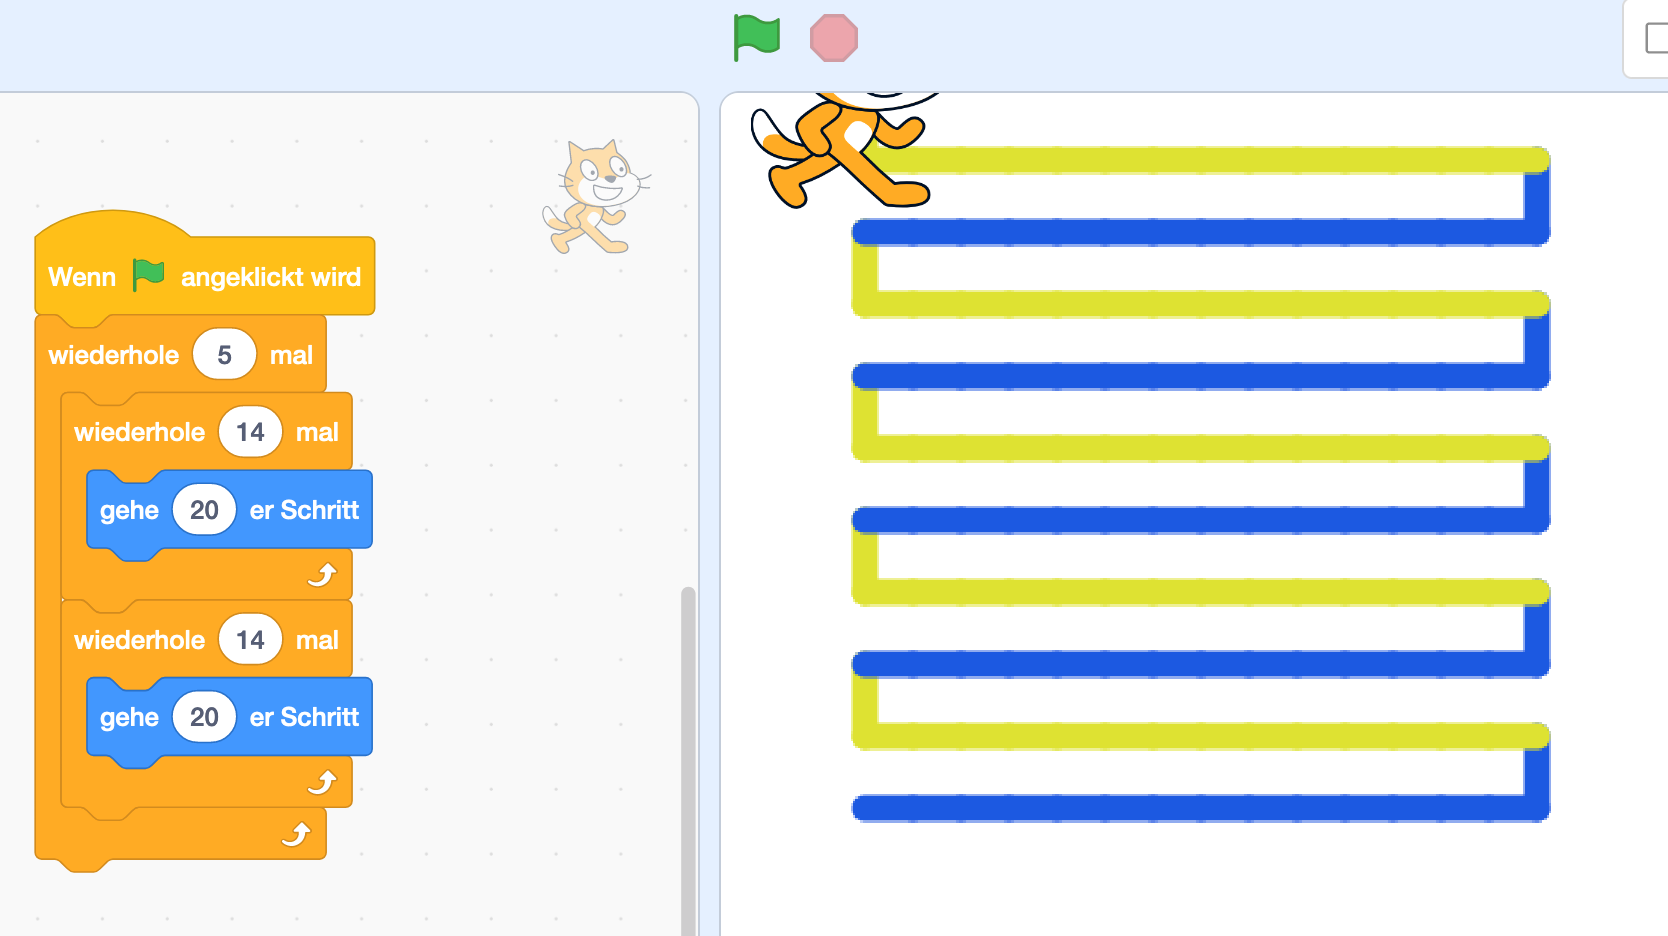 Wenn angeklickt wird
wiederhole 5 mal
wiederhole 14 mal
gehe 20 er Schritt
wiederhole 14 mal
gehe 20 er Schritt